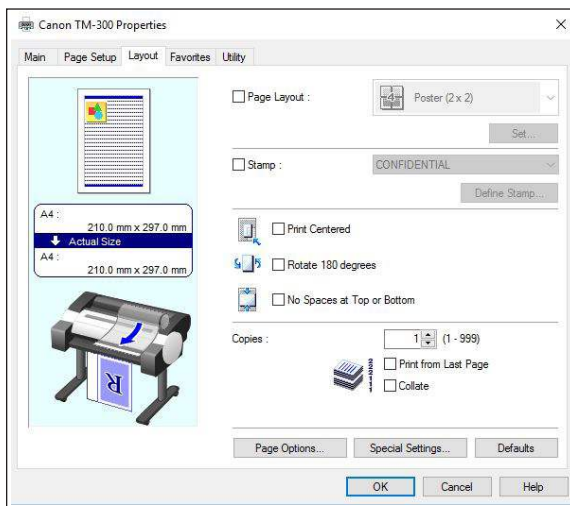 Canon TM-300 Properties
Main Page Setup Layout Favorites Utility
Page Layout :
4
Poster (2 x 2)
Set...
Stamp :
CONFIDENTIAL
Define Stamp...
A4 :
210.0 mm x 297.0 mm
Actual Size
A4 :
210.0 mm x 297.0 mm
Print Centered
Rotate 180 degrees
No Spaces at Top or Bottom
R
Copies :
1 (1 - 999)
Print from Last Page
Collate
Page Options... Special Settings... Defaults
OK Cancel Help